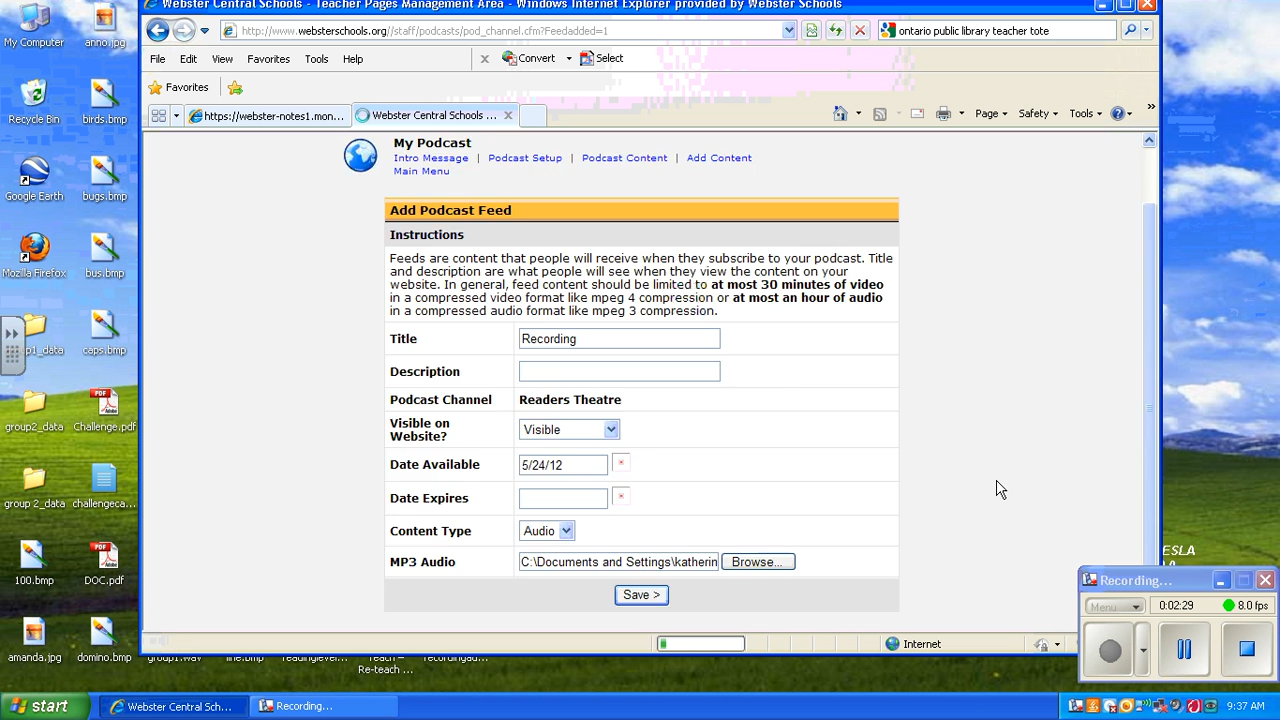 Webster Central Schools - Teacher Pages Management Area - Windows Internet Explorer provided by Webster Schools
http://www.websterschools.org//staff/podcasts/pod_channel.cfm?Feedadded=1
ontario public library teacher tote
File Edit View Favorites Tools Help
Convert Select
Favorites
https://webster-notes1.mon...
Webster Central Schools ...
Page Safety Tools
My Podcast
Intro Message | Podcast Setup | Podcast Content | Add Content
Main Menu
Add Podcast Feed
Instructions
Feeds are content that people will receive when they subscribe to your podcast. Title
and description are what people will see when they view the content on your
website. In general, feed content should be limited to at most 30 minutes of video
in a compressed video format like mpeg 4 compression or at most an hour of audio
in a compressed audio format like mpeg 3 compression.
Title Recording
Description
Podcast Channel Readers Theatre
Visible on
Website?
Visible
Date Available 5/24/12
Date Expires
Content Type Audio
MP3 Audio C:\Documents and Settings\katherin Browse...
Save >
Internet
My Computer
anno.jpg
Recycle Bin
birds.bmp
Google Earth
bugs.bmp
Mozilla Firefox
bus.bmp
p1_data
caps.bmp
group2_data
Challenge.pdf
group 2_data
challengeca...
100.bmp
DOC.pdf
amanda.jpg
domino.bmp
group1.wav
line.bmp
readinglevel...
Teach -
Re-teach ...
recordingad...
ESLA
Recording...
Menu
0:02:29
8.0 fps
start
Webster Central Sch...
Recording...
9:37 AM